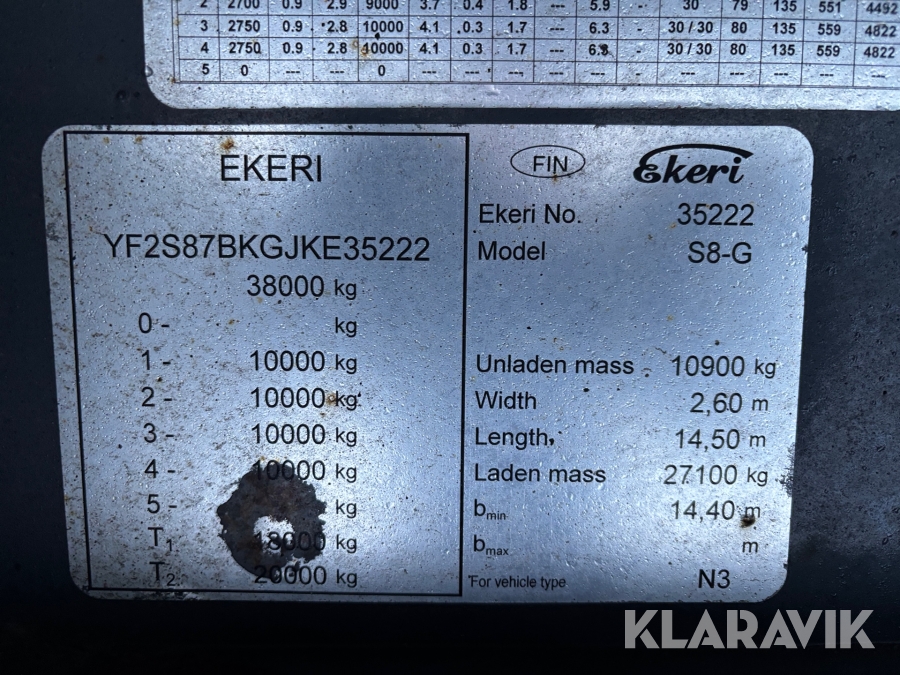 2 2700 0.9 2.9 9000 3.7 0.4 1.8 --- 5.9 - 30 79 135 551 4492
3 2750 0.9 2.8 10000 4.1 0.3 1.7 --- 6.3 - 30 / 30 80 135 559 4822
4 2750 0.9 2.8 10000 4.1 0.3 1.7 --- 6.3 - 30 / 30 80 135 559 4822
5 0 --- --- 0 --- --- --- --- --- - --- --- --- --- ---
EKERI
YF2S87BKGJKE35222
38000 kg
0 - kg
1 - 10000 kg
2 - 10000 kg
3 - 10000 kg
4 - 10000 kg
5 - kg
T1 18000 kg
T2 20000 kg
FIN Ekeri
Ekeri No. 35222
Model S8-G
Unladen mass 10900 kg
Width 2,60 m
Length 14,50 m
Laden mass 27100 kg
bmin 14,40 m
bmax m
For vehicle type N3
KLARAVIK